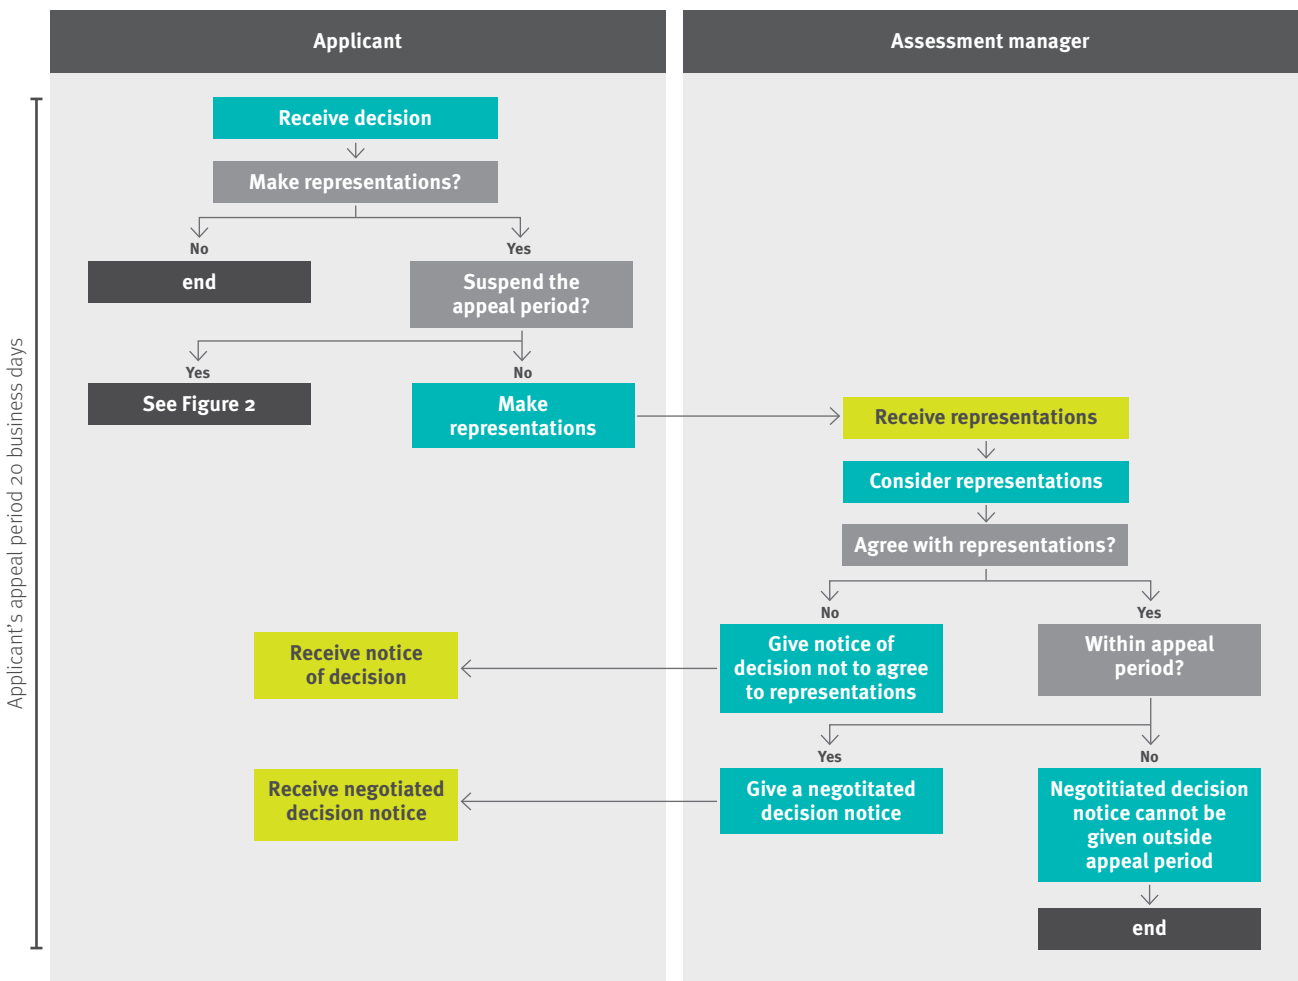 Applicant
Assessment manager
Applicant's appeal period 20 business days
Receive decision
Make representations?
No
Yes
end
Suspend the
appeal period?
Yes
No
See Figure 2
Make
representations
Receive representations
Consider representations
Agree with representations?
No
Yes
Receive notice
of decision
Give notice of
decision not to agree
to representations
Within appeal
period?
Yes
No
Receive negotiated
decision notice
Give a negotitated
decision notice
Negotitiated decision
notice cannot be
given outside
appeal period
end